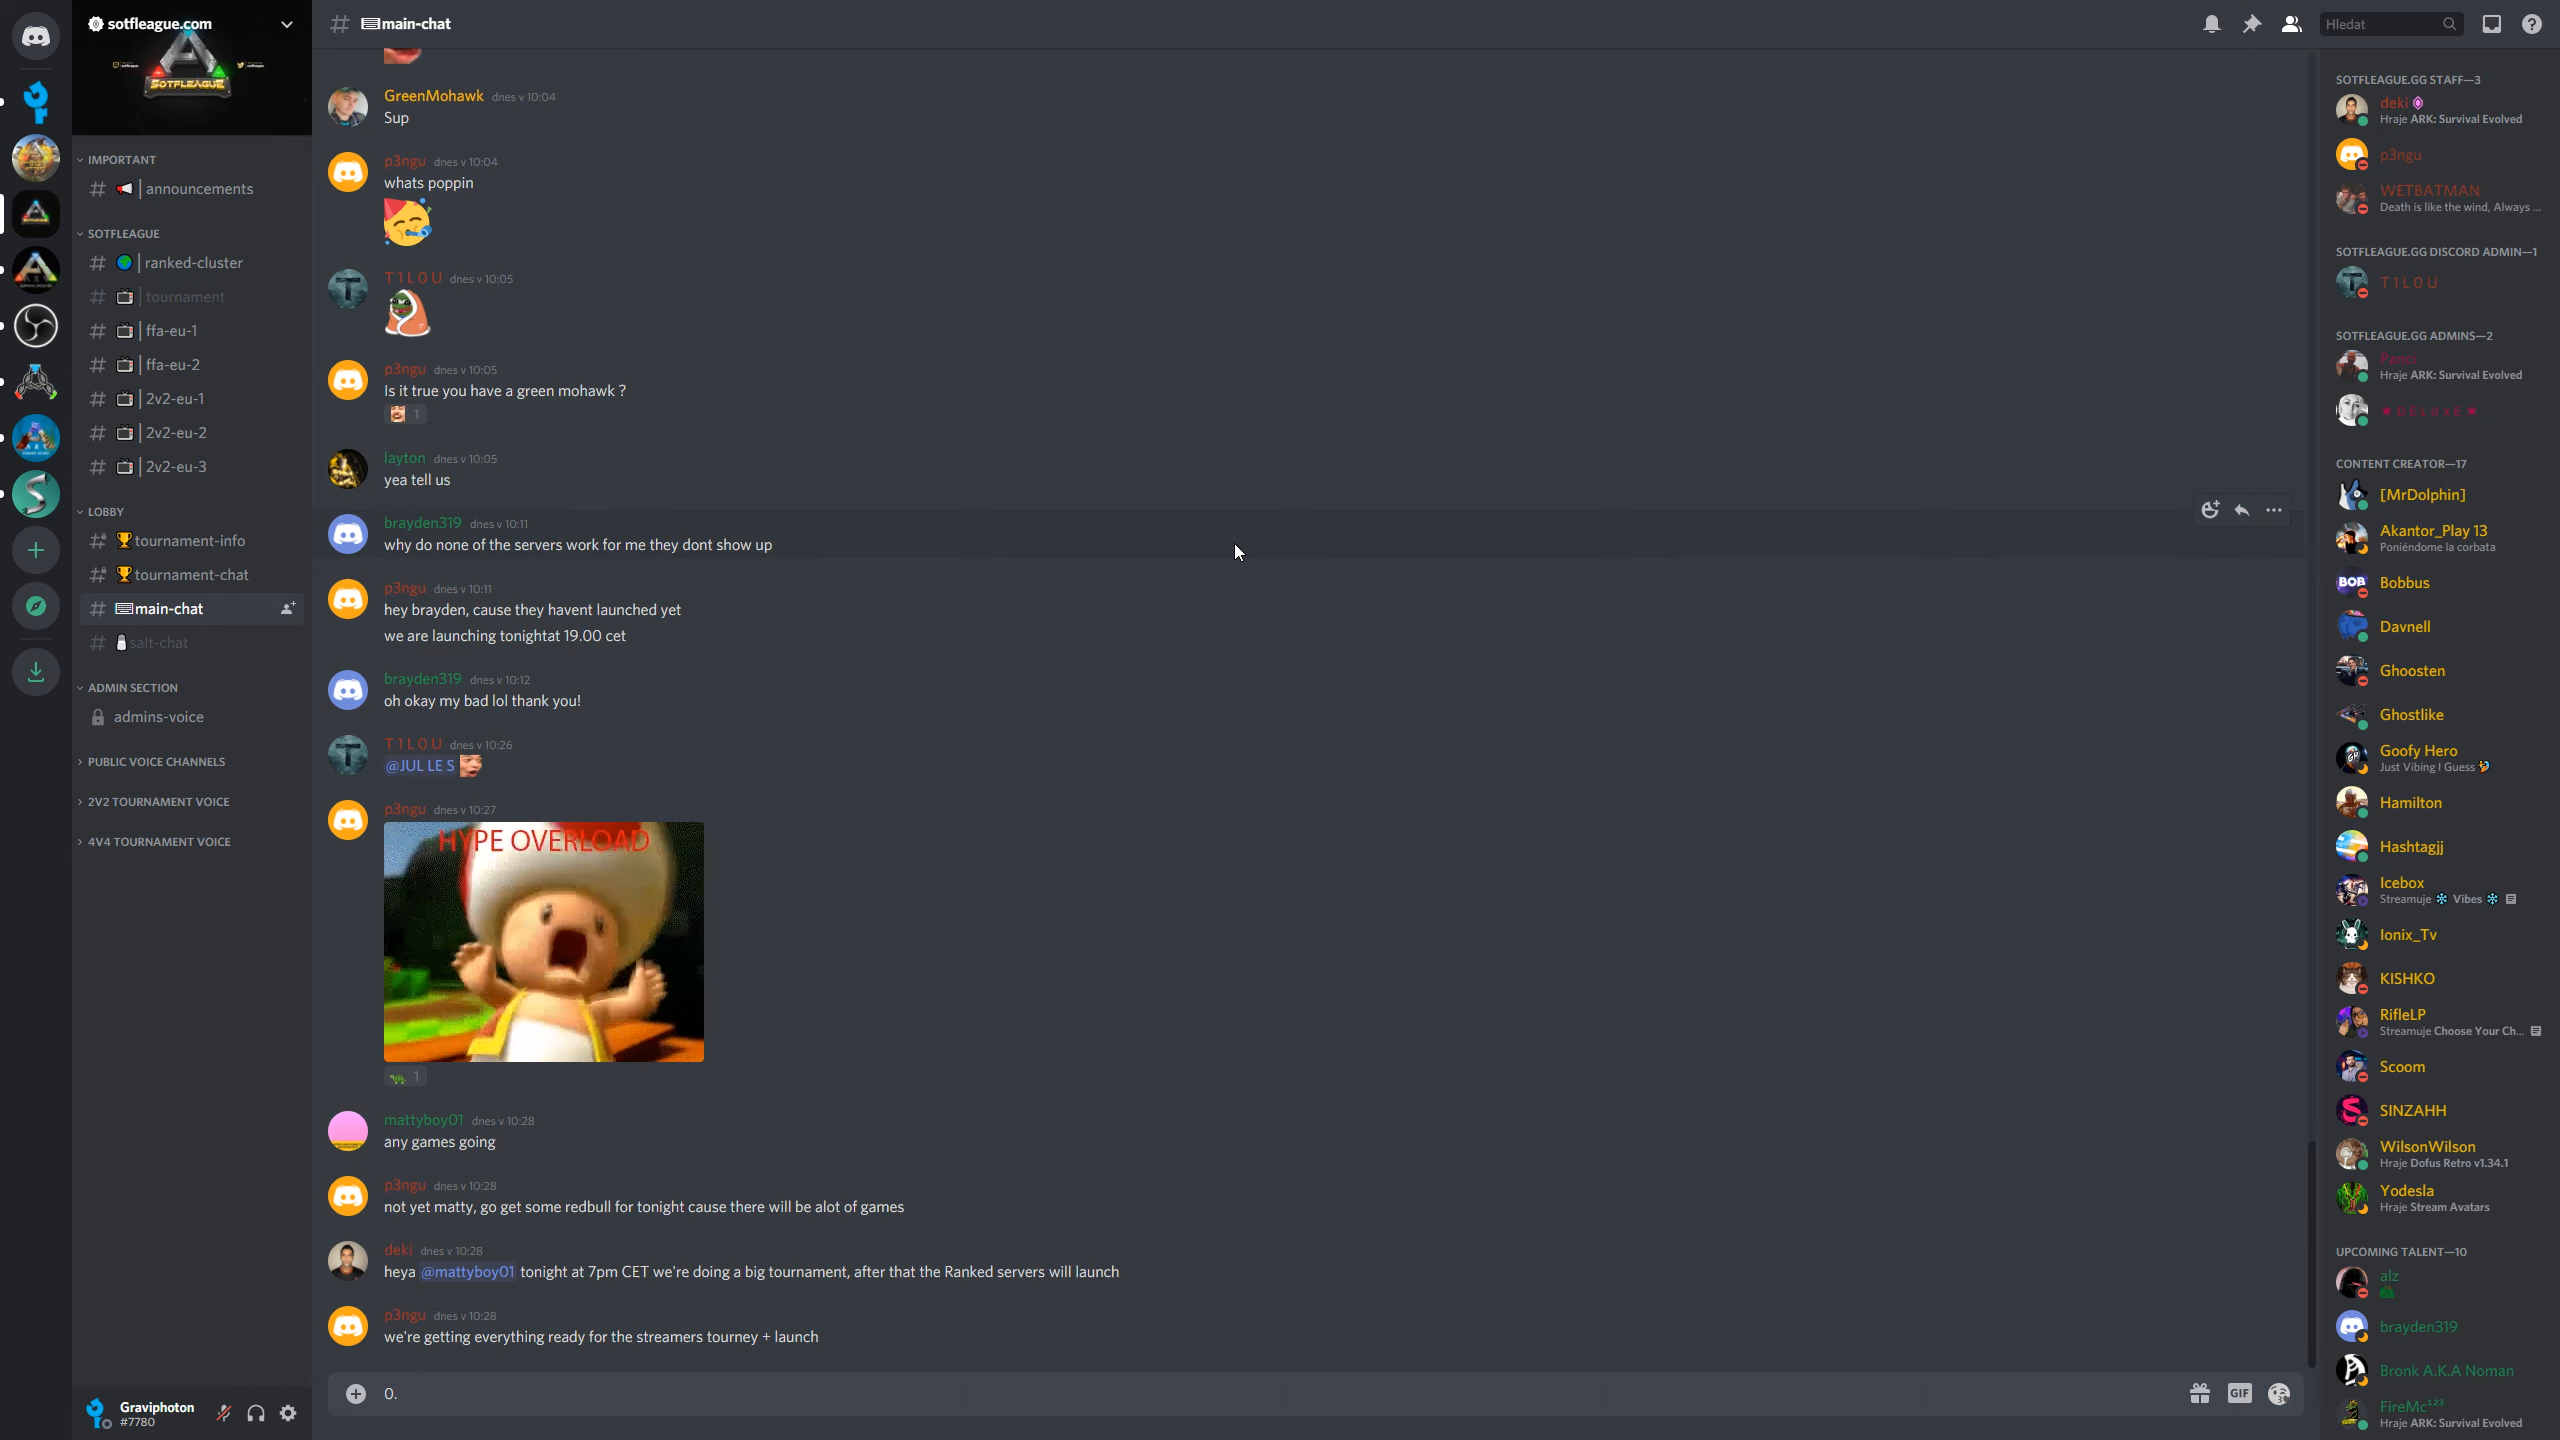 sotfleague.com
SOTFLEAGUE
IMPORTANT
announcements
SOTFLEAGUE
ranked-cluster
tournament
ffa-eu-1
ffa-eu-2
2v2-eu-1
2v2-eu-2
2v2-eu-3
LOBBY
tournament-info
tournament-chat
main-chat
salt-chat
ADMIN SECTION
admins-voice
PUBLIC VOICE CHANNELS
2V2 TOURNAMENT VOICE
4V4 TOURNAMENT VOICE
Graviphoton
#7780
main-chat
Hledat
GreenMohawk dnes v 10:04
Sup
p3ngu dnes v 10:04
whats poppin
T 1 L 0 U dnes v 10:05
p3ngu dnes v 10:05
Is it true you have a green mohawk ?
1
layton dnes v 10:05
yea tell us
brayden319 dnes v 10:11
why do none of the servers work for me they dont show up
p3ngu dnes v 10:11
hey brayden, cause they havent launched yet
we are launching tonightat 19.00 cet
brayden319 dnes v 10:12
oh okay my bad lol thank you!
T 1 L 0 U dnes v 10:26
@JUL LE S
p3ngu dnes v 10:27
HYPE OVERLOAD
1
mattyboy01 dnes v 10:28
any games going
p3ngu dnes v 10:28
not yet matty, go get some redbull for tonight cause there will be alot of games
deki dnes v 10:28
heya @mattyboy01 tonight at 7pm CET we're doing a big tournament, after that the Ranked servers will launch
p3ngu dnes v 10:28
we're getting everything ready for the streamers tourney + launch
0.
GIF
SOTFLEAGUE.GG STAFF—3
deki
Hraje ARK: Survival Evolved
p3ngu
WETBATMAN
Death is like the wind, Always ...
SOTFLEAGUE.GG DISCORD ADMIN—1
T 1 L 0 U
SOTFLEAGUE.GG ADMINS—2
Panci
Hraje ARK: Survival Evolved
D E L U X E
CONTENT CREATOR—17
[MrDolphin]
Akantor_Play 13
Poniéndome la corbata
BOB
Bobbus
Davnell
Ghoosten
Ghostlike
Goofy Hero
Just Vibing I Guess
Hamilton
Hashtagjj
Icebox
Streamuje Vibes
Ionix_Tv
KISHKO
RifleLP
Streamuje Choose Your Ch...
Scoom
SINZAHH
WilsonWilson
Hraje Dofus Retro v1.34.1
Yodesla
Hraje Stream Avatars
UPCOMING TALENT—10
alz
brayden319
Bronk A.K.A Noman
FireMc¹²³
Hraje ARK: Survival Evolved